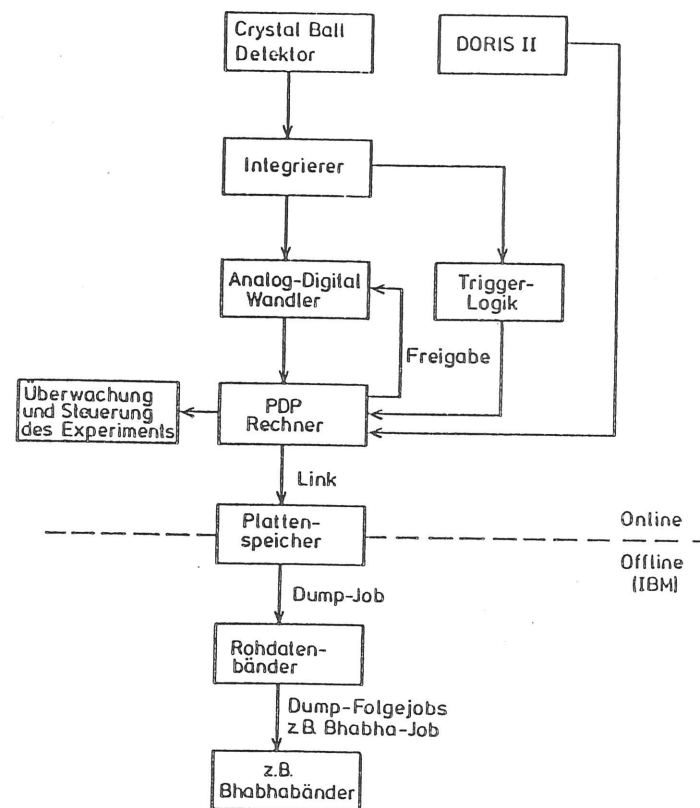 Crystal Ball
Detektor
DORIS II
Integrierer
Analog-Digital
Wandler
Trigger-
Logik
Freigabe
Überwachung
und Steuerung
des Experiments
PDP
Rechner
Link
Platten-
speicher
Online
Offline
(IBM)
Dump-Job
Rohdaten-
bänder
Dump-Folgejobs
z.B. Bhabha-Job
z.B.
Bhabhabänder